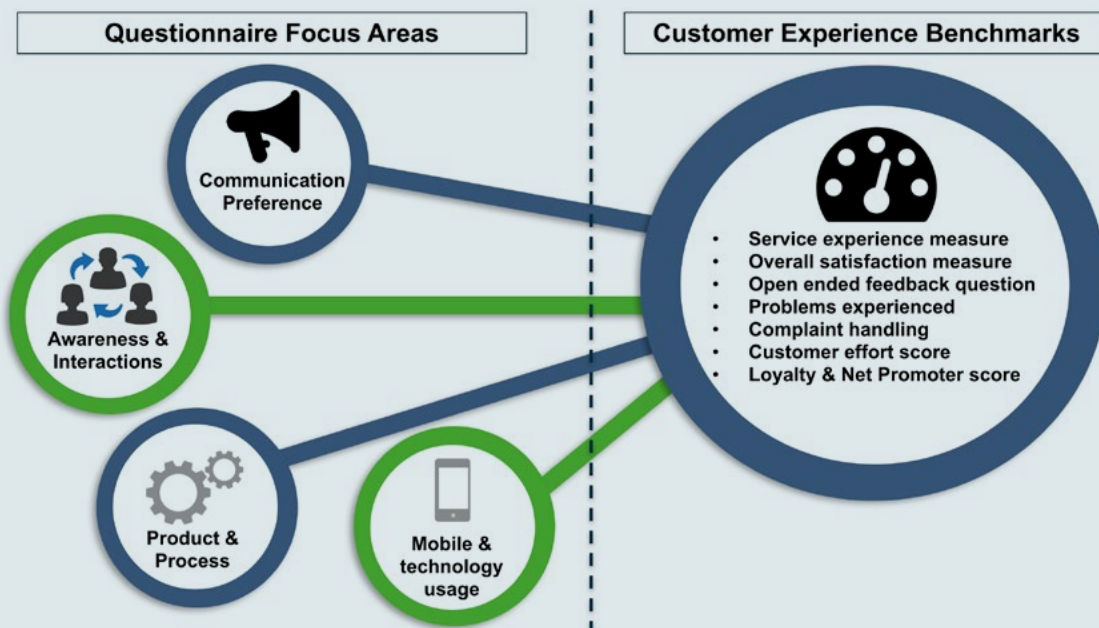 Questionnaire Focus Areas
Customer Experience Benchmarks
Communication
Preference
Awareness &
Interactions
Product &
Process
Mobile &
technology
usage
• Service experience measure
• Overall satisfaction measure
• Open ended feedback question
• Problems experienced
• Complaint handling
• Customer effort score
• Loyalty & Net Promoter score